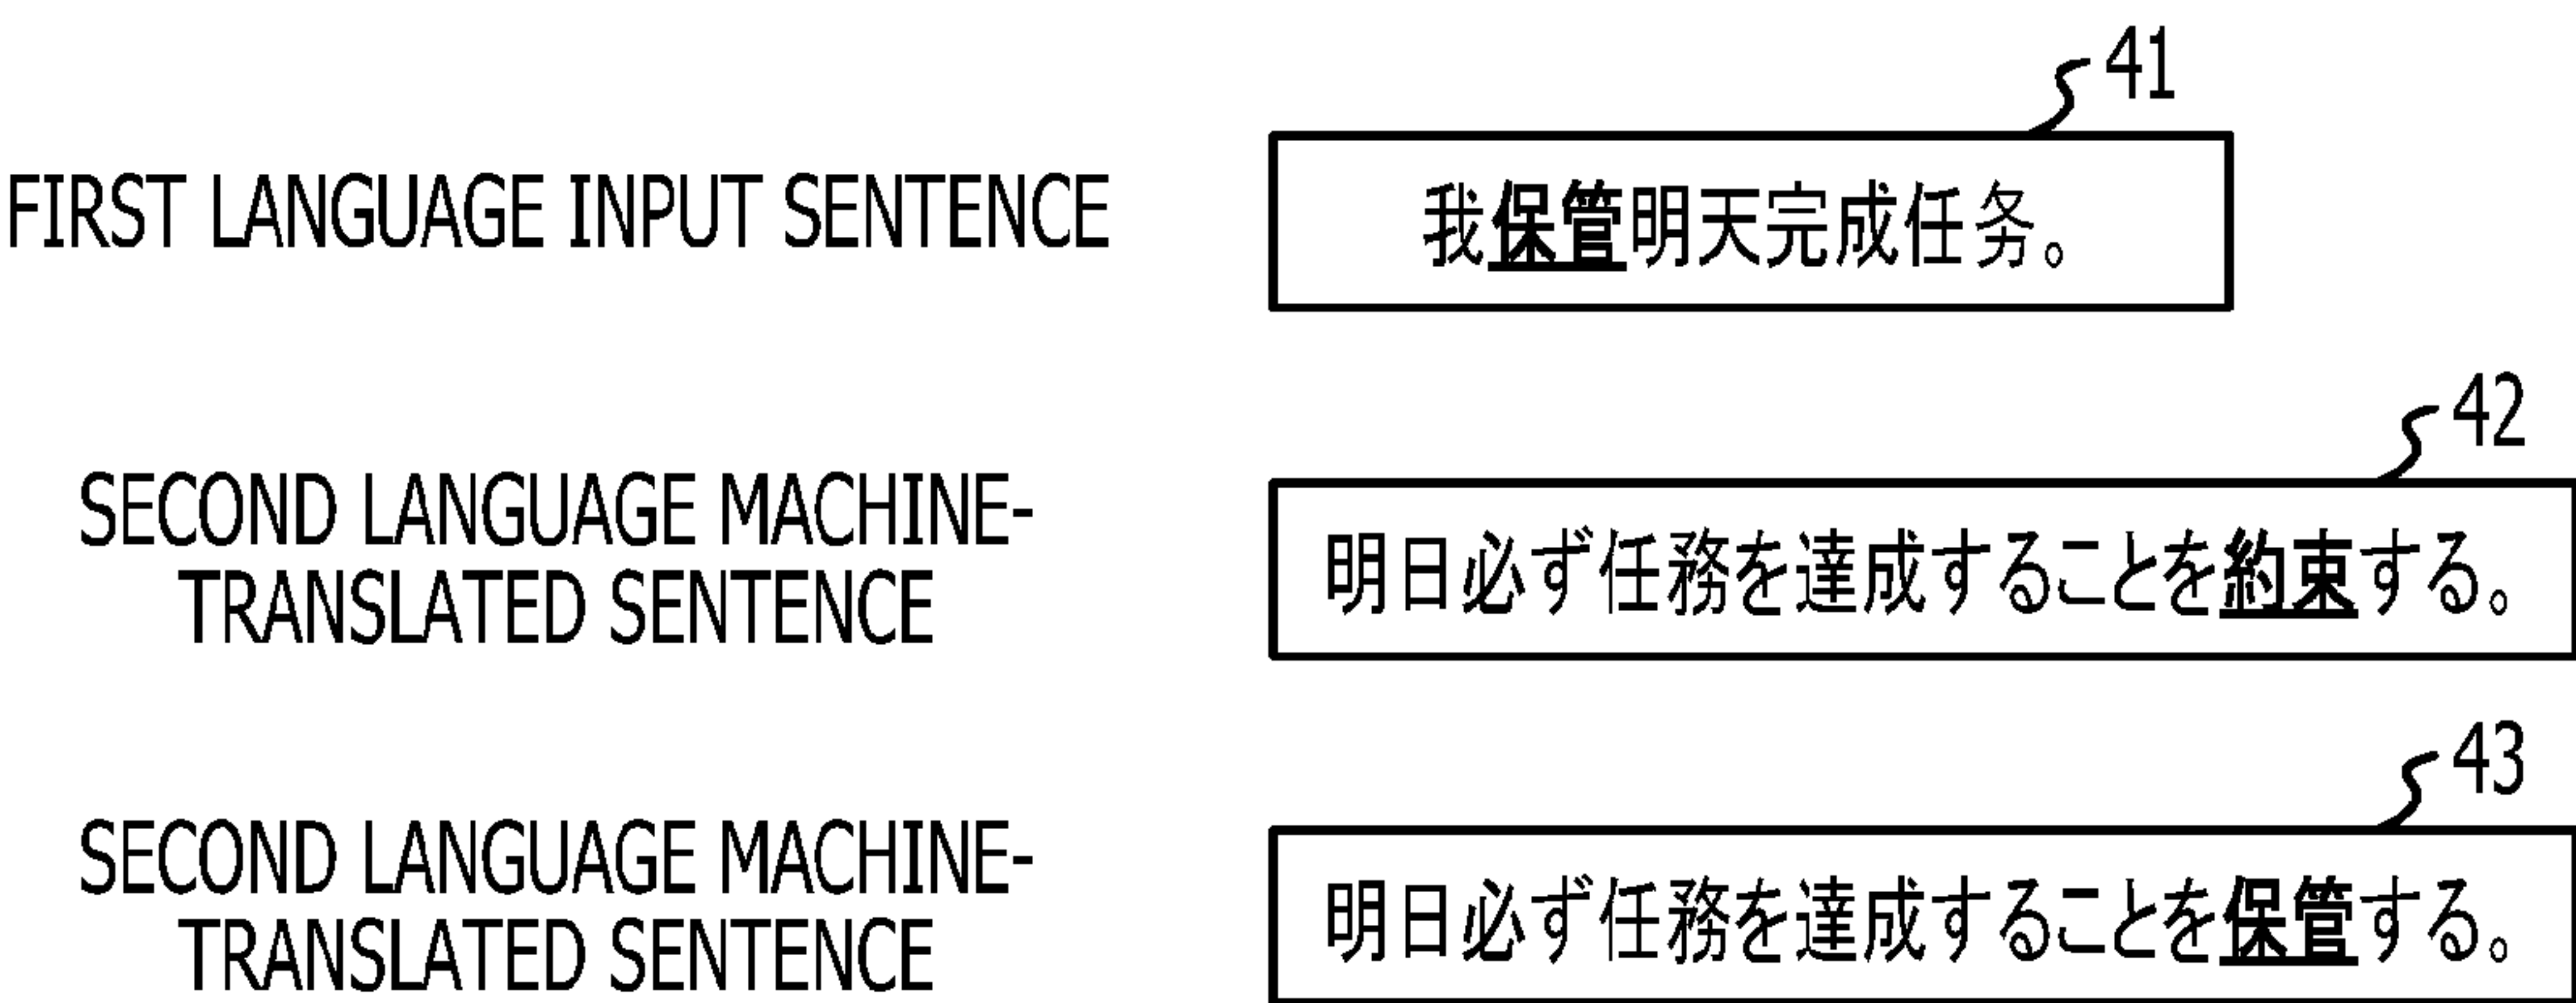 41
FIRST LANGUAGE INPUT SENTENCE
我保管明天完成任务。
42
SECOND LANGUAGE MACHINE-
TRANSLATED SENTENCE
明日必ず任務を達成することを約束する。
43
SECOND LANGUAGE MACHINE-
TRANSLATED SENTENCE
明日必ず任務を達成することを保管する。